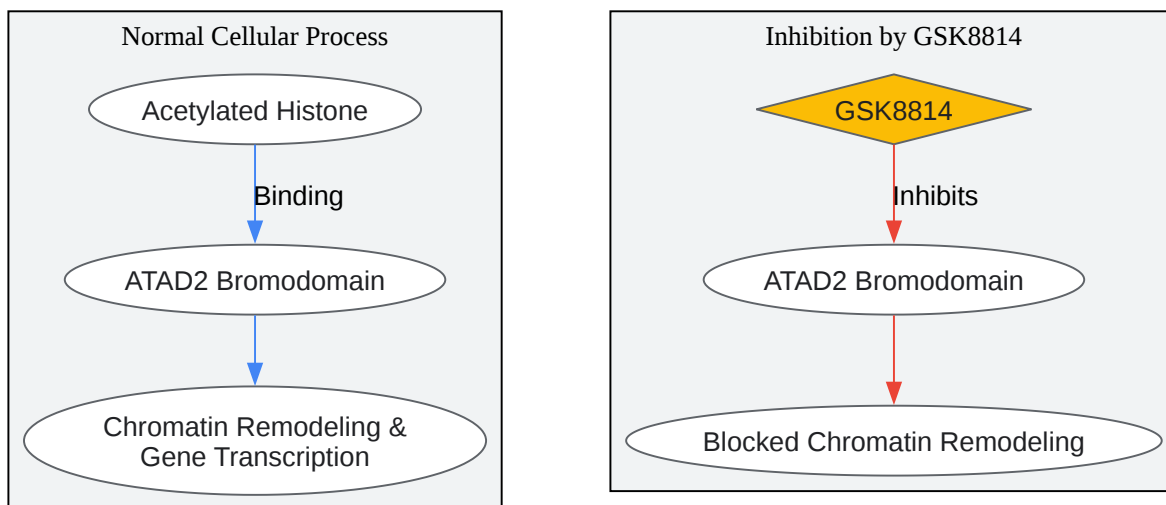 Normal Cellular Process
Acetylated Histone
Binding
ATAD2 Bromodomain
Chromatin Remodeling &
Gene Transcription
Inhibition by GSK8814
GSK8814
Inhibits
ATAD2 Bromodomain
Blocked Chromatin Remodeling